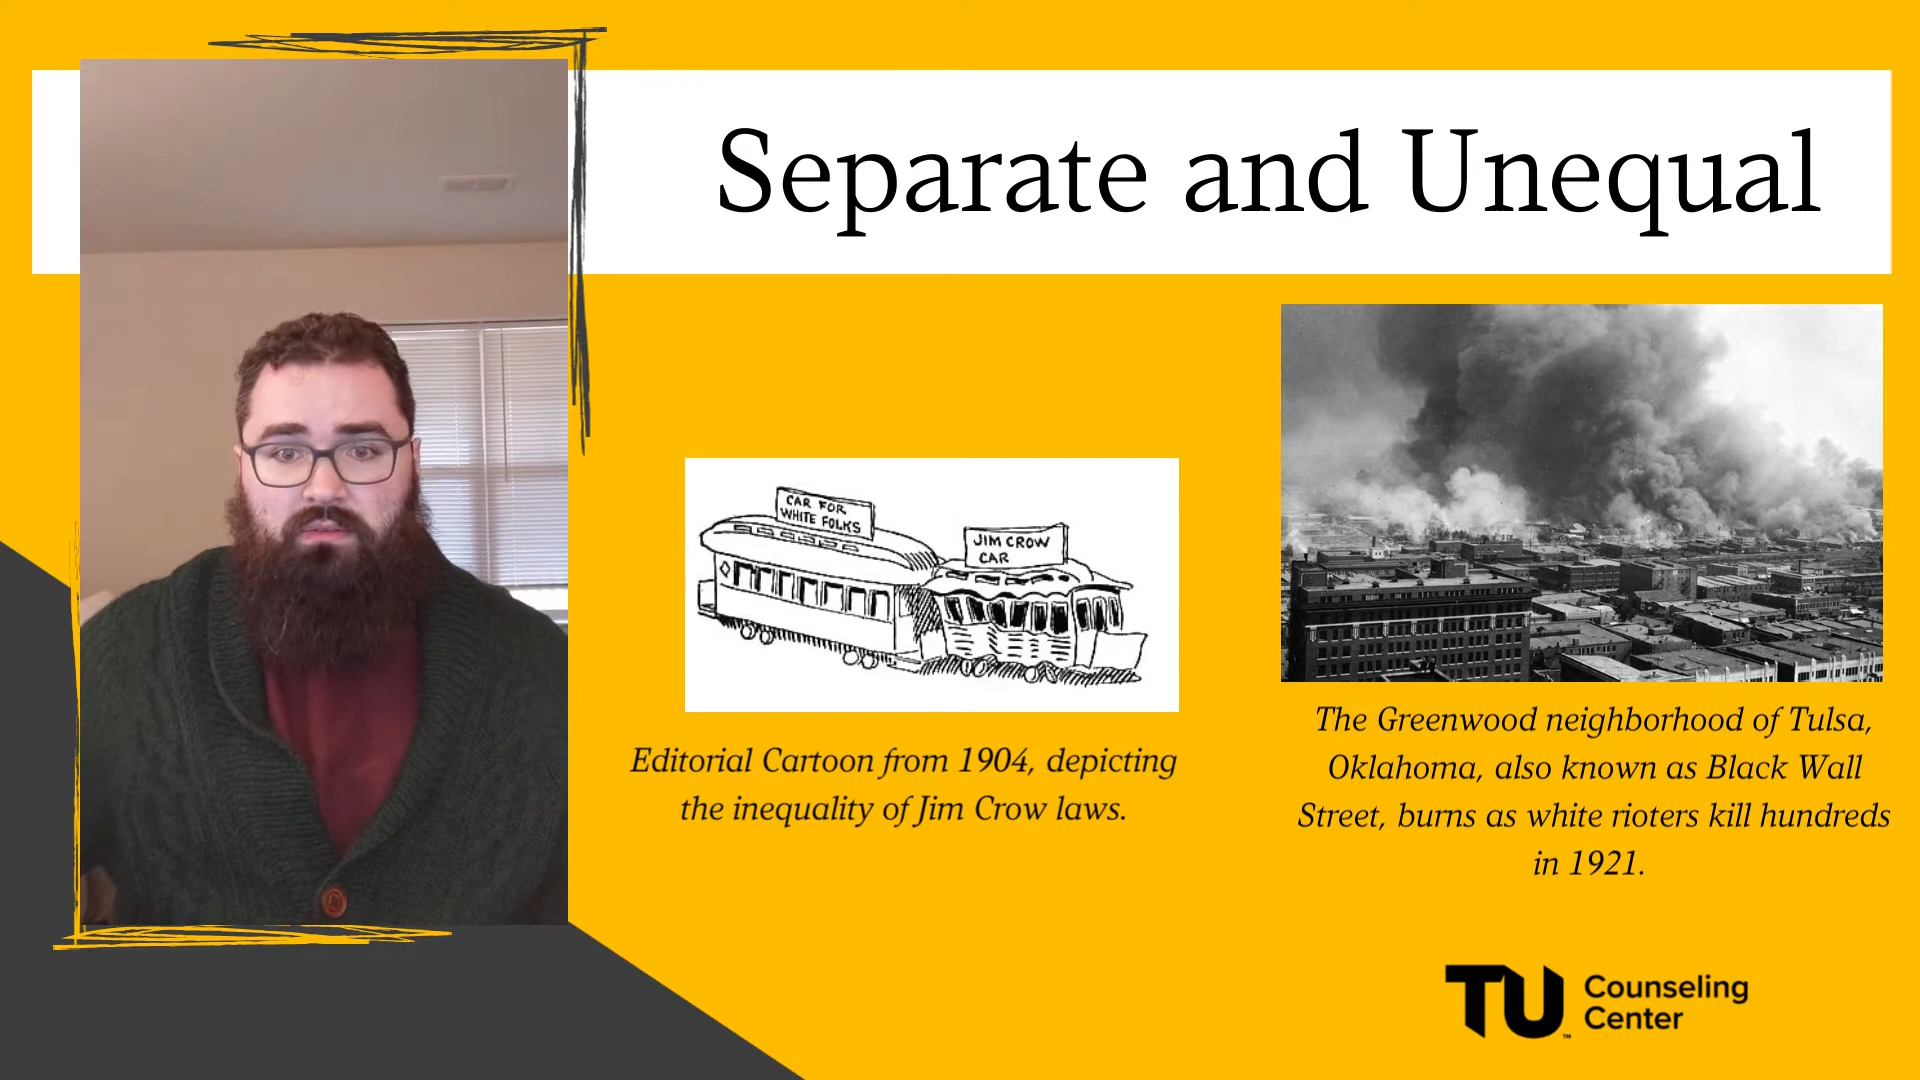 Separate and Unequal
CAR FOR
WHITE FOLKS
JIM CROW
CAR
Editorial Cartoon from 1904, depicting
the inequality of Jim Crow laws.
The Greenwood neighborhood of Tulsa,
Oklahoma, also known as Black Wall
Street, burns as white rioters kill hundreds
in 1921.
TU
™
Counseling
Center